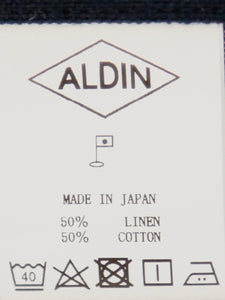 ALDIN
MADE IN JAPAN
50% LINEN
50% COTTON
40